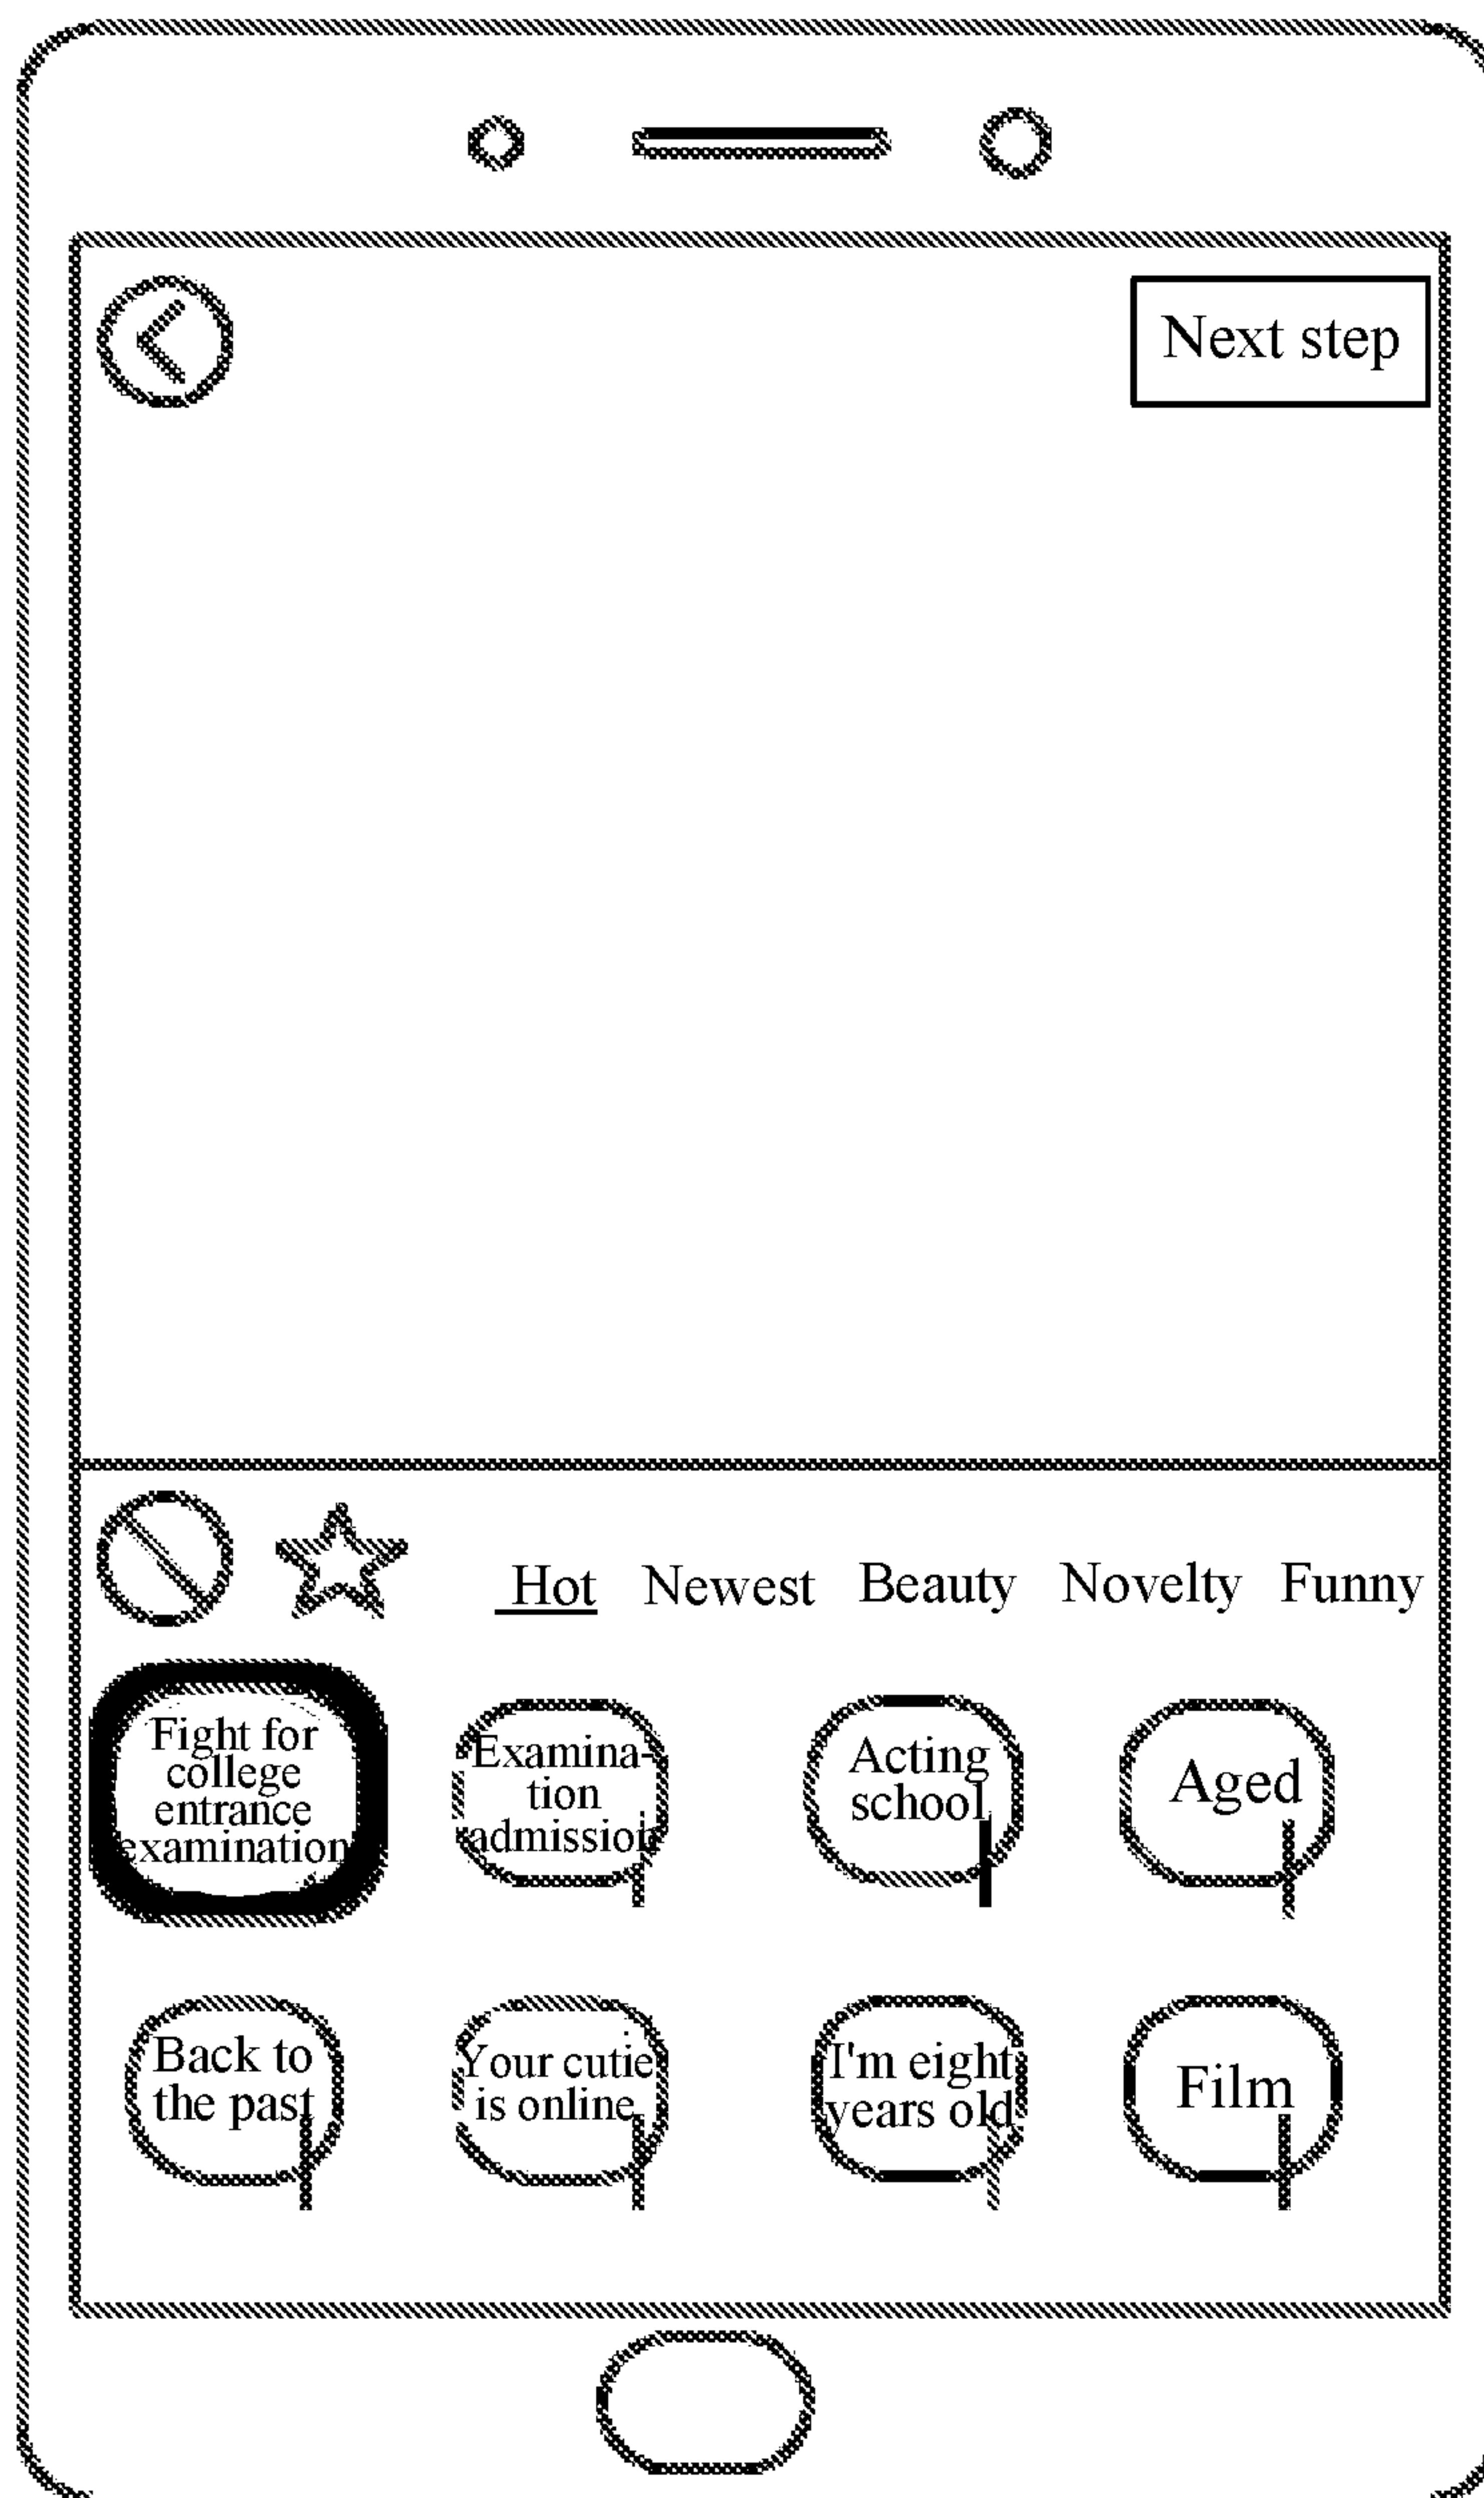 Next step
Hot Newest Beauty Novelty Funny
Fight for
college
entrance
examination
Examina-
tion
admission
Acting
school
Aged
Back to
the past
Your cutie
is online
I'm eight
years old
Film